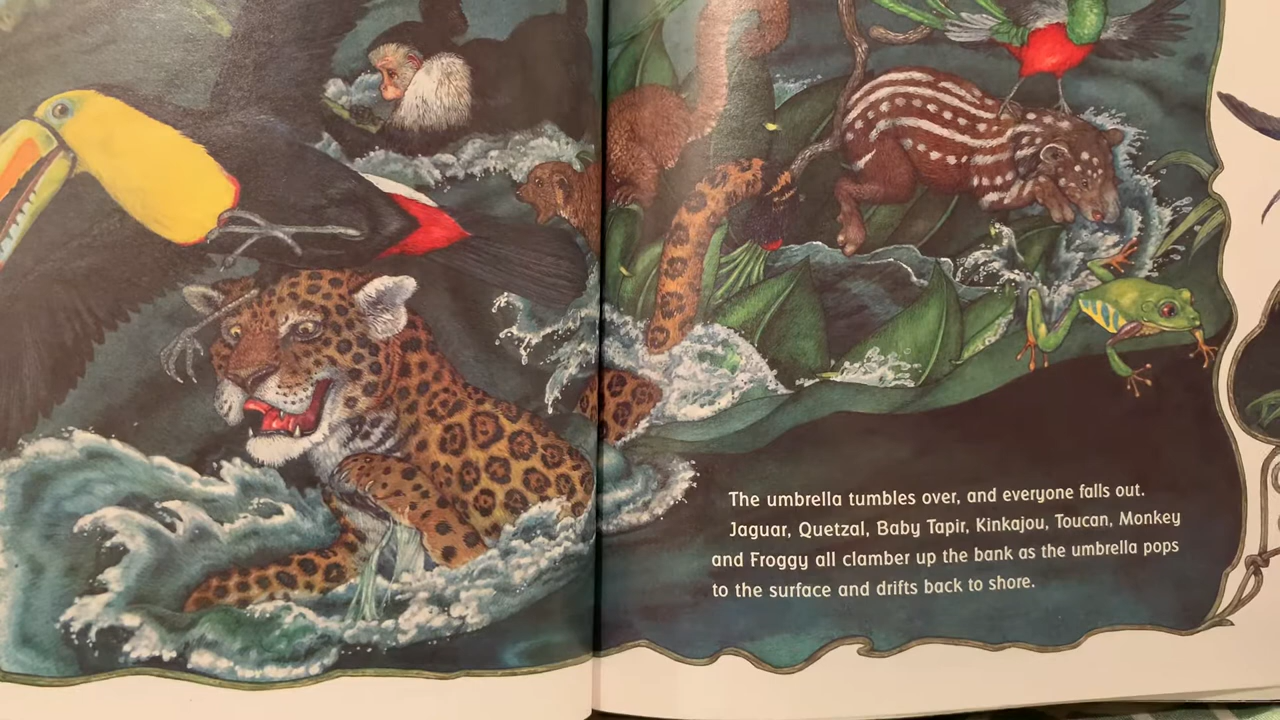 The umbrella tumbles over, and everyone falls out.
Jaguar, Quetzal, Baby Tapir, Kinkajou, Toucan, Monkey
and Froggy all clamber up the bank as the umbrella pops
to the surface and drifts back to shore.